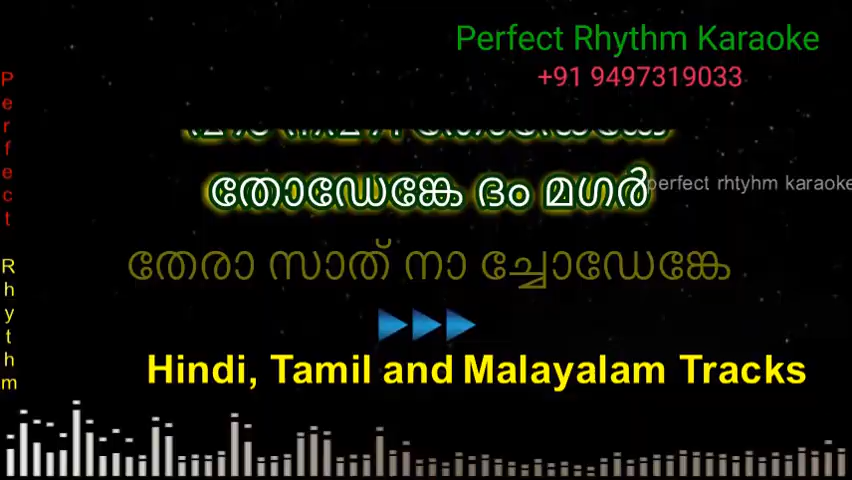 Perfect Rhythm Karaoke
+91 9497319033
Perfect Rhythm
തോഡേങ്കേ ദം മഗർ
perfect rhtyhm karaoke
തേരാ സാത് നാ ച്ഛോഡേങ്കേ
Hindi, Tamil and Malayalam Tracks